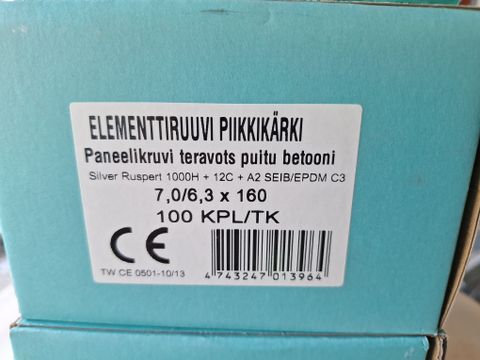 ELEMENTTIRUUVI PIIKKIKÄRKI
Paneelikruvi teravots puitu betooni
Silver Ruspert 1000H + 12C + A2 SEIB/EPDM C3
7,0/6,3 x 160
100 KPL/TK
CE
TW CE 0501-10/13
4 743247 013964